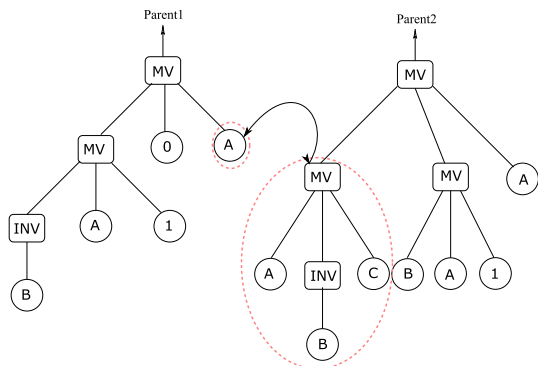 Parent1 Parent2
MV MV
MV 0 A MV MV A
INV A 1
A INV C B A 1
B
B